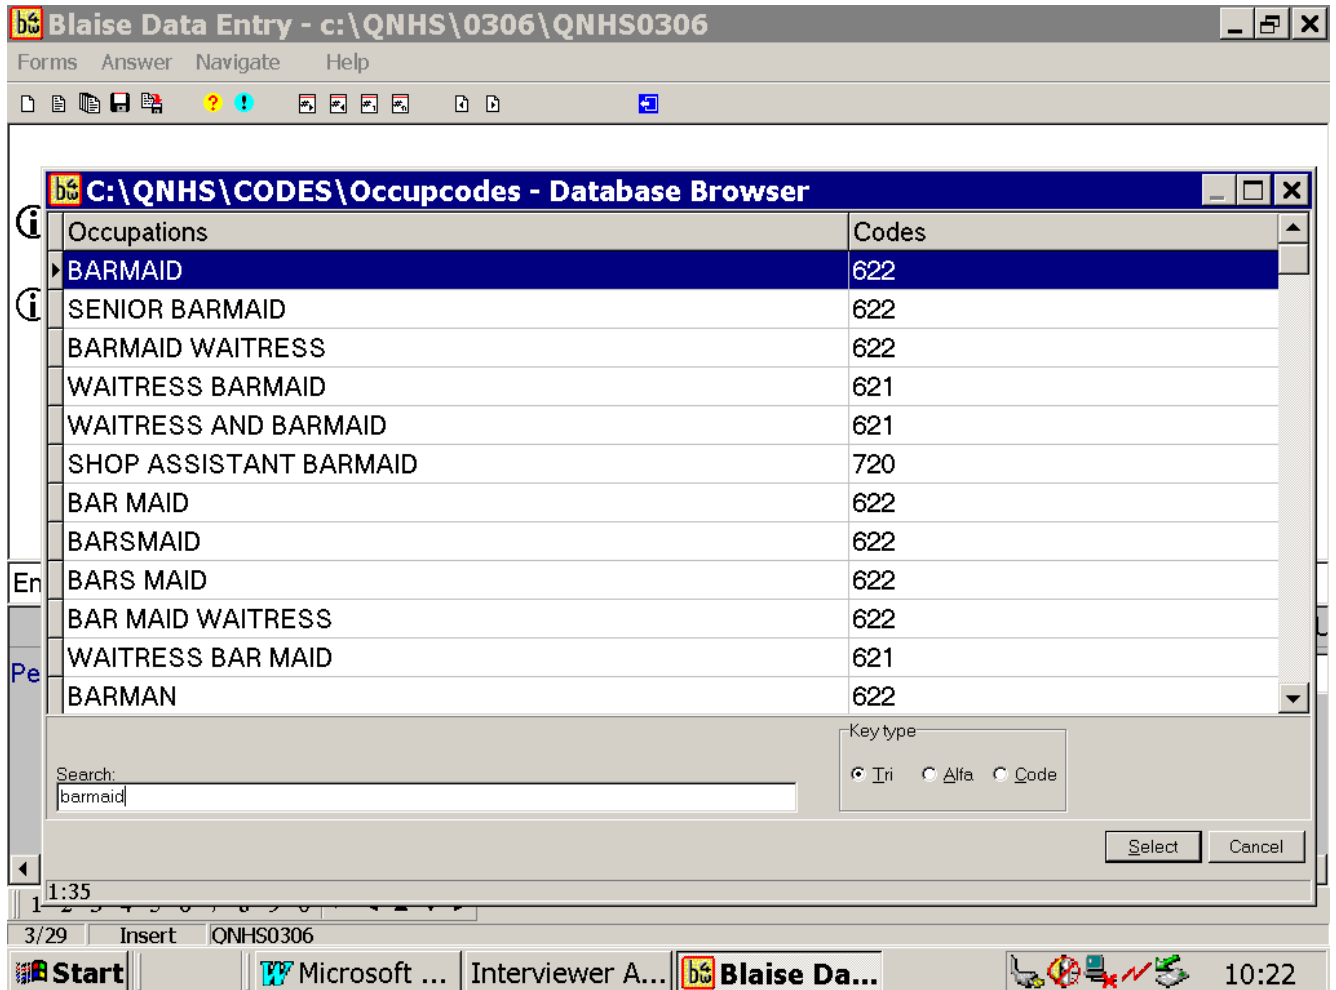 Blaise Data Entry - c:\QNHS\0306\QNHS0306
Forms Answer Navigate Help
C:\QNHS\CODES\Occupcodes - Database Browser
Occupations Codes
BARMAID 622
SENIOR BARMAID 622
BARMAID WAITRESS 622
WAITRESS BARMAID 621
WAITRESS AND BARMAID 621
SHOP ASSISTANT BARMAID 720
BAR MAID 622
BARSMAID 622
BARS MAID 622
BAR MAID WAITRESS 622
WAITRESS BAR MAID 621
BARMAN 622
En
Pe
Key type
Search:
Tri Alfa Code
barmaid
Select Cancel
1:35
3/29 Insert QNHS0306
Start Microsoft ... Interviewer A... Blaise Da... 10:22